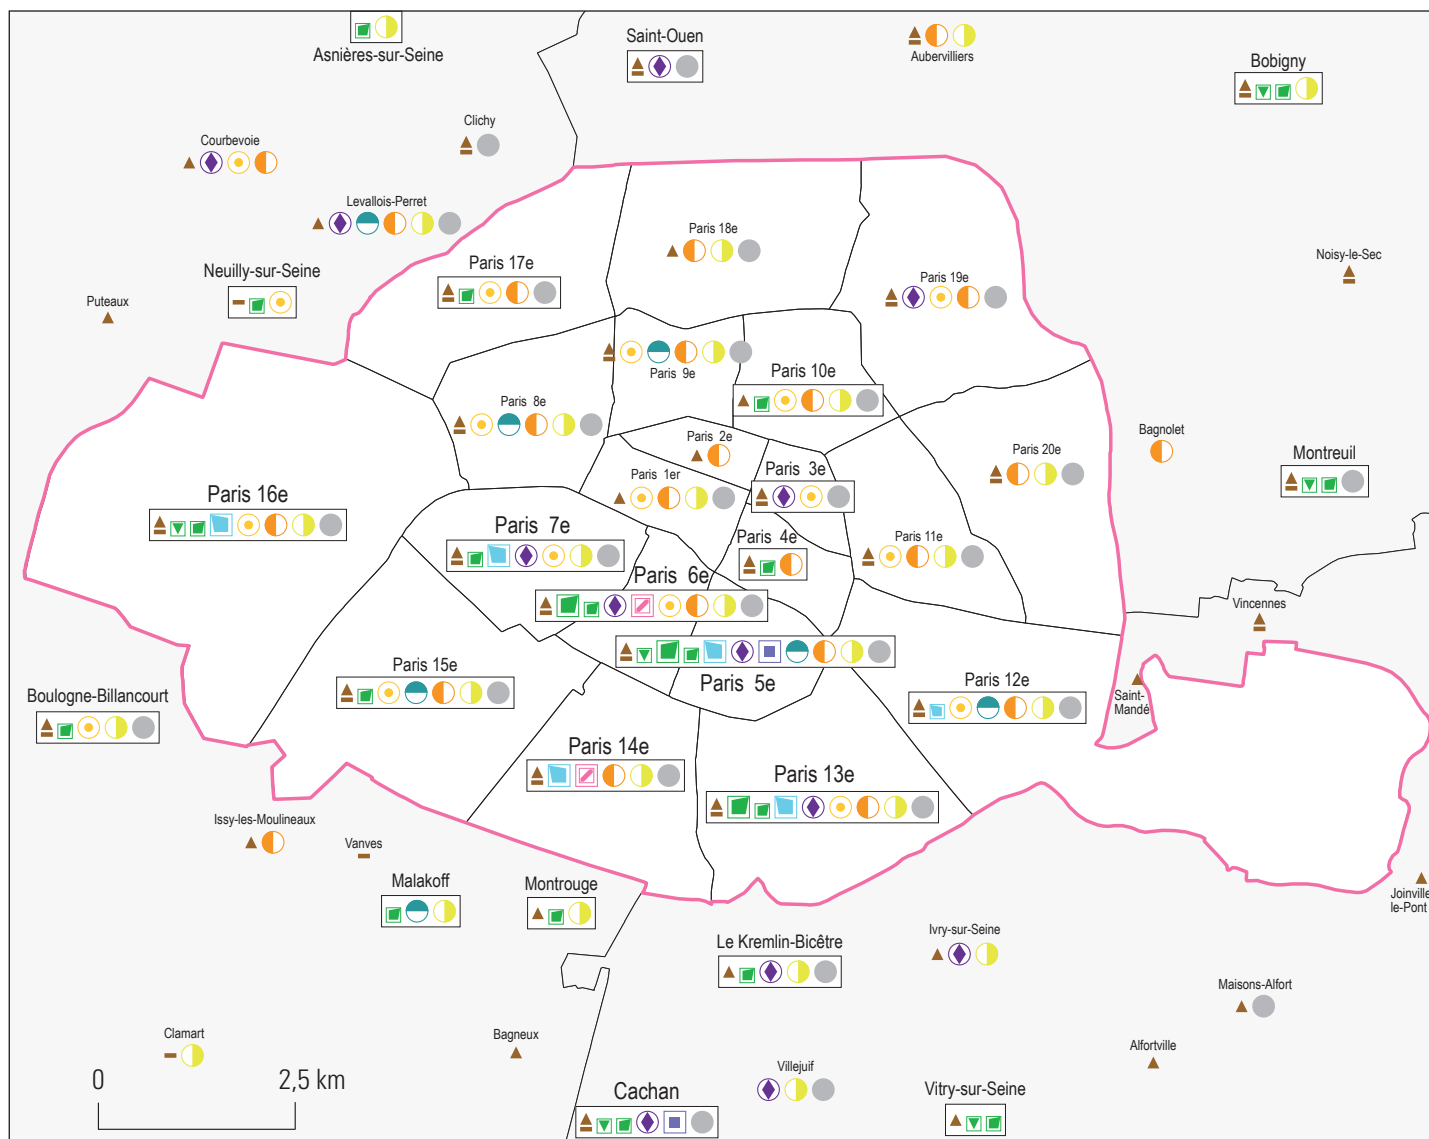 Asnières-sur-Seine
Saint-Ouen
Aubervilliers
Bobigny
Clichy
Courbevoie
Levallois-Perret
Paris 18e
Noisy-le-Sec
Neuilly-sur-Seine
Paris 17e
Paris 19e
Puteaux
Paris 9e
Paris 10e
Paris 8e
Paris 2e
Bagnolet
Paris 20e
Montreuil
Paris 16e
Paris 1er
Paris 3e
Paris 7e
Paris 4e
Paris 11e
Paris 6e
Vincennes
Paris 15e
Paris 5e
Paris 12e
Saint-
Mandé
Boulogne-Billancourt
Paris 14e
Paris 13e
Issy-les-Moulineaux
Vanves
Malakoff
Montrouge
Joinville
le-Pont
Le Kremlin-Bicêtre
Ivry-sur-Seine
Maisons-Alfort
Clamart
Bagneux
Alfortville
Villejuif
Cachan
Vitry-sur-Seine
0 2,5 km